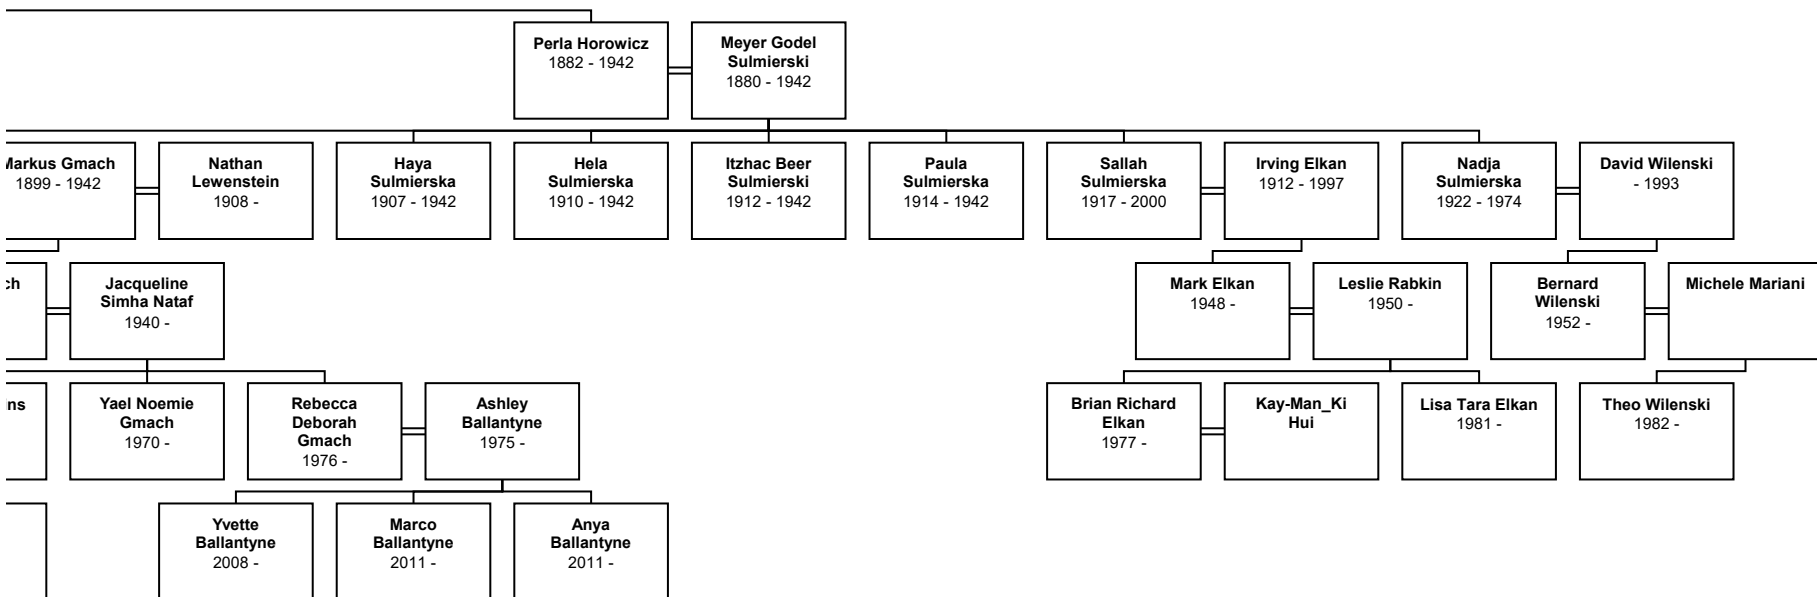 Perla Horowicz
1882 - 1942
Meyer Godel
Sulmierski
1880 - 1942
Markus Gmach
1899 - 1942
Nathan
Lewenstein
1908 -
Haya
Sulmierska
1907 - 1942
Hela
Sulmierska
1910 - 1942
Itzhac Beer
Sulmierski
1912 - 1942
Paula
Sulmierska
1914 - 1942
Sallah
Sulmierska
1917 - 2000
Irving Elkan
1912 - 1997
Nadja
Sulmierska
1922 - 1974
David Wilenski
- 1993
ch
Jacqueline
Simha Nataf
1940 -
Mark Elkan
1948 -
Leslie Rabkin
1950 -
Bernard
Wilenski
1952 -
Michele Mariani
ins
Yael Noemie
Gmach
1970 -
Rebecca
Deborah
Gmach
1976 -
Ashley
Ballantyne
1975 -
Brian Richard
Elkan
1977 -
Kay-Man_Ki
Hui
Lisa Tara Elkan
1981 -
Theo Wilenski
1982 -
Yvette
Ballantyne
2008 -
Marco
Ballantyne
2011 -
Anya
Ballantyne
2011 -